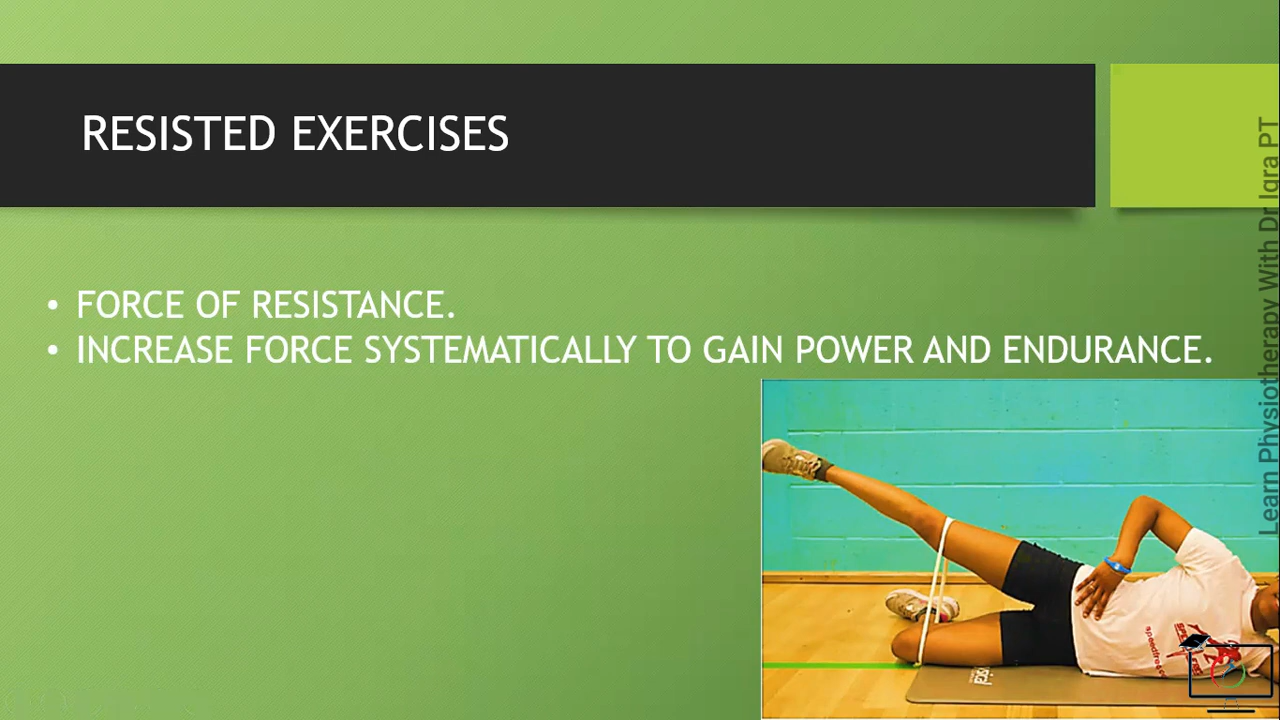 RESISTED EXERCISES
• FORCE OF RESISTANCE.
• INCREASE FORCE SYSTEMATICALLY TO GAIN POWER AND ENDURANCE.
Learn Physiotherapy With Dr Iqra PT